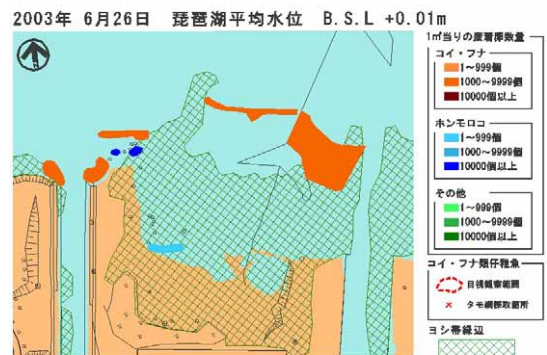 2003年 6月26日 琵琶湖平均水位 B.S.L +0.01m
1㎡当りの産着卵数量
コイ・フナ
1〜999個
1000〜9999個
10000個以上
ホンモロコ
1〜999個
1000〜9999個
10000個以上
その他
1〜999個
1000〜9999個
10000個以上
コイ・フナ類仔稚魚
目視観察範囲
タモ網採取箇所
ヨシ帯縁辺